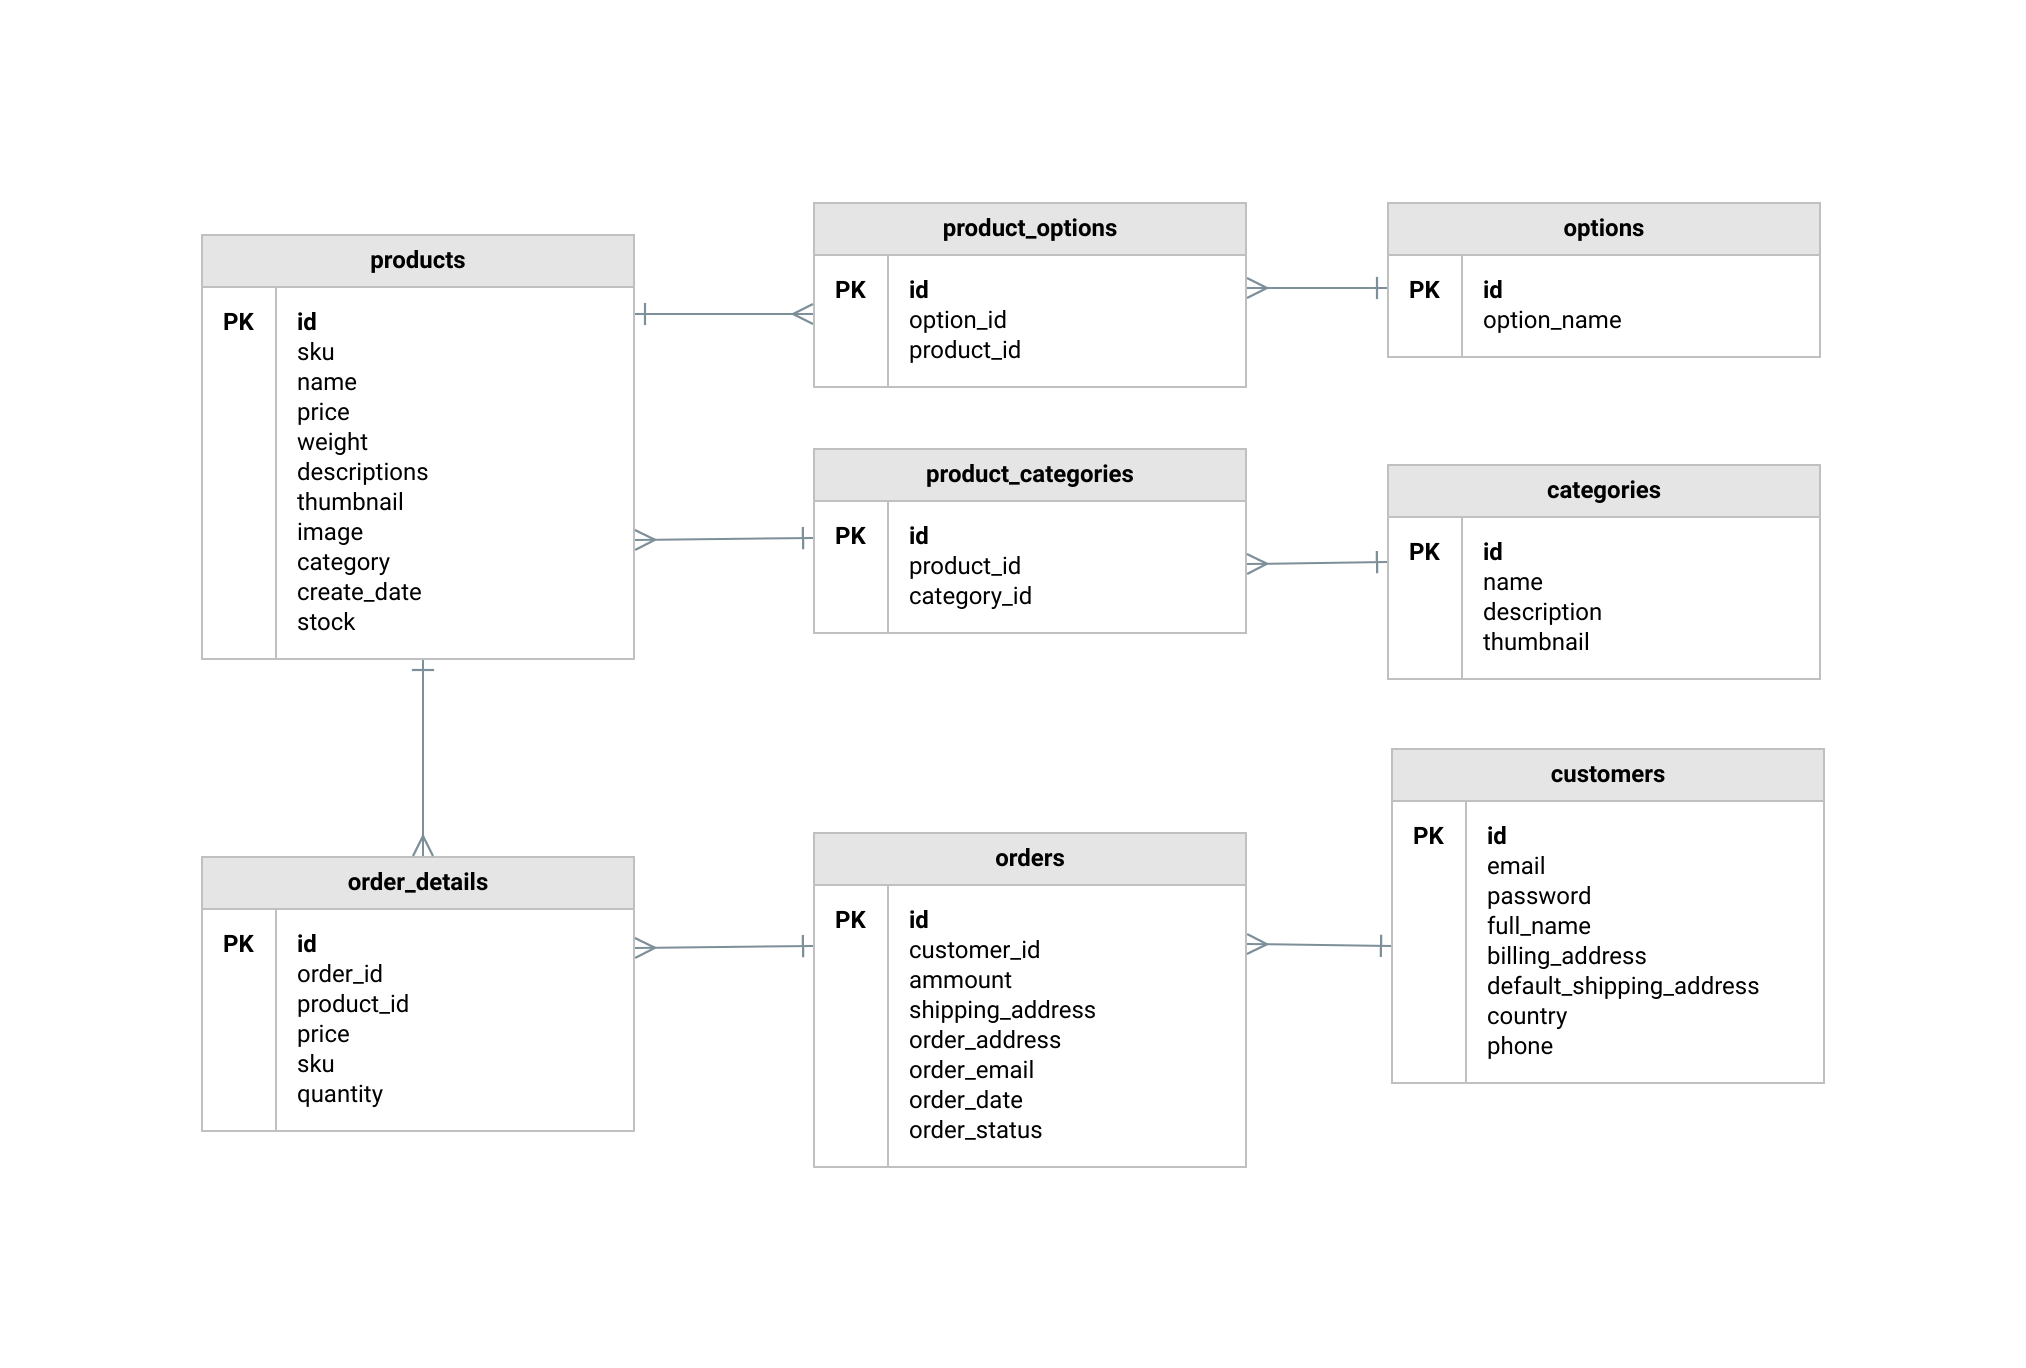 products
PK id
sku
name
price
weight
descriptions
thumbnail
image
category
create_date
stock
product_options
PK id
option_id
product_id
options
PK id
option_name
product_categories
PK id
product_id
category_id
categories
PK id
name
description
thumbnail
customers
PK id
email
password
full_name
billing_address
default_shipping_address
country
phone
order_details
PK id
order_id
product_id
price
sku
quantity
orders
PK id
customer_id
ammount
shipping_address
order_address
order_email
order_date
order_status